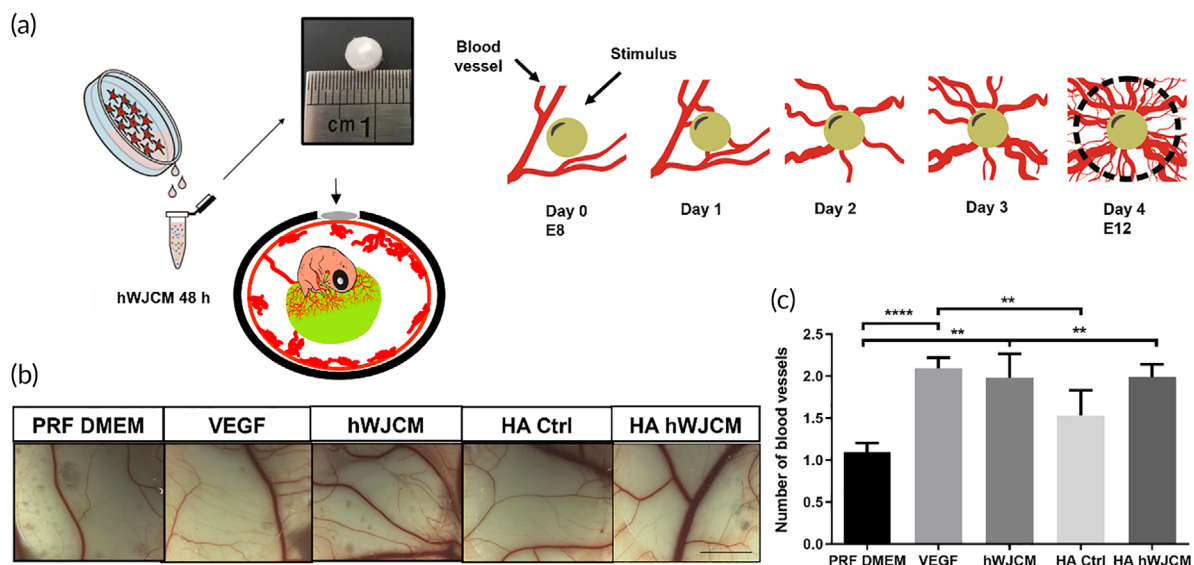 (a)
Blood
vessel
Stimulus
cm 1
Day 0
E8
Day 1
Day 2
Day 3
Day 4
E12
hWJCM 48 h
(b)
PRF DMEM
VEGF
hWJCM
HA Ctrl
HA hWJCM
(c)
****
**
**
**
Number of blood vessels
2.5
2.0
1.5
1.0
0.5
0.0
PRF DMEM
VEGF
hWJCM
HA Ctrl
HA hWJCM